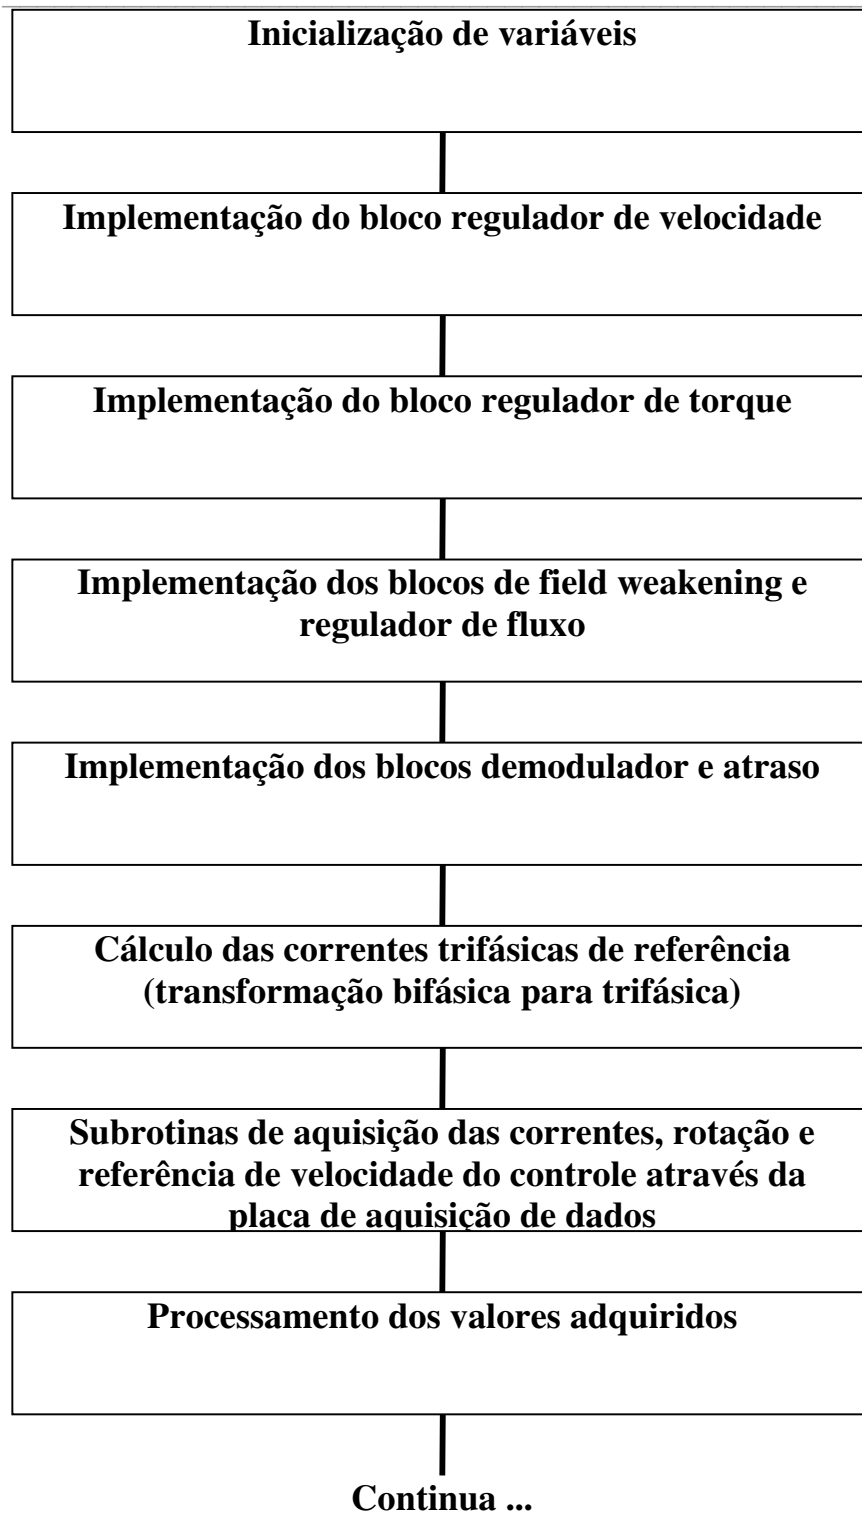 Inicialização de variáveis
Implementação do bloco regulador de velocidade
Implementação do bloco regulador de torque
Implementação dos blocos de field weakening e
regulador de fluxo
Implementação dos blocos demodulador e atraso
Cálculo das correntes trifásicas de referência
(transformação bifásica para trifásica)
Subrotinas de aquisição das correntes, rotação e
referência de velocidade do controle através da
placa de aquisição de dados
Processamento dos valores adquiridos
Continua ...